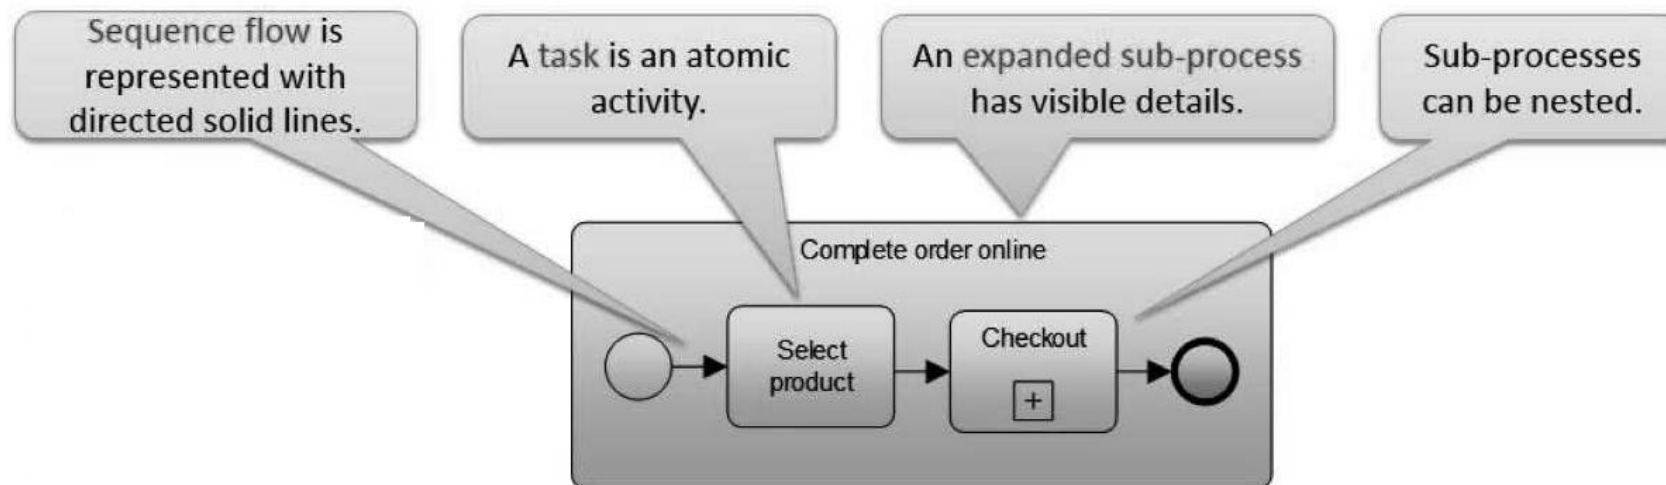 Sequence flow is
represented with
directed solid lines.
A task is an atomic
activity.
An expanded sub-process
has visible details.
Sub-processes
can be nested.
Complete order online
Select
product
Checkout
+